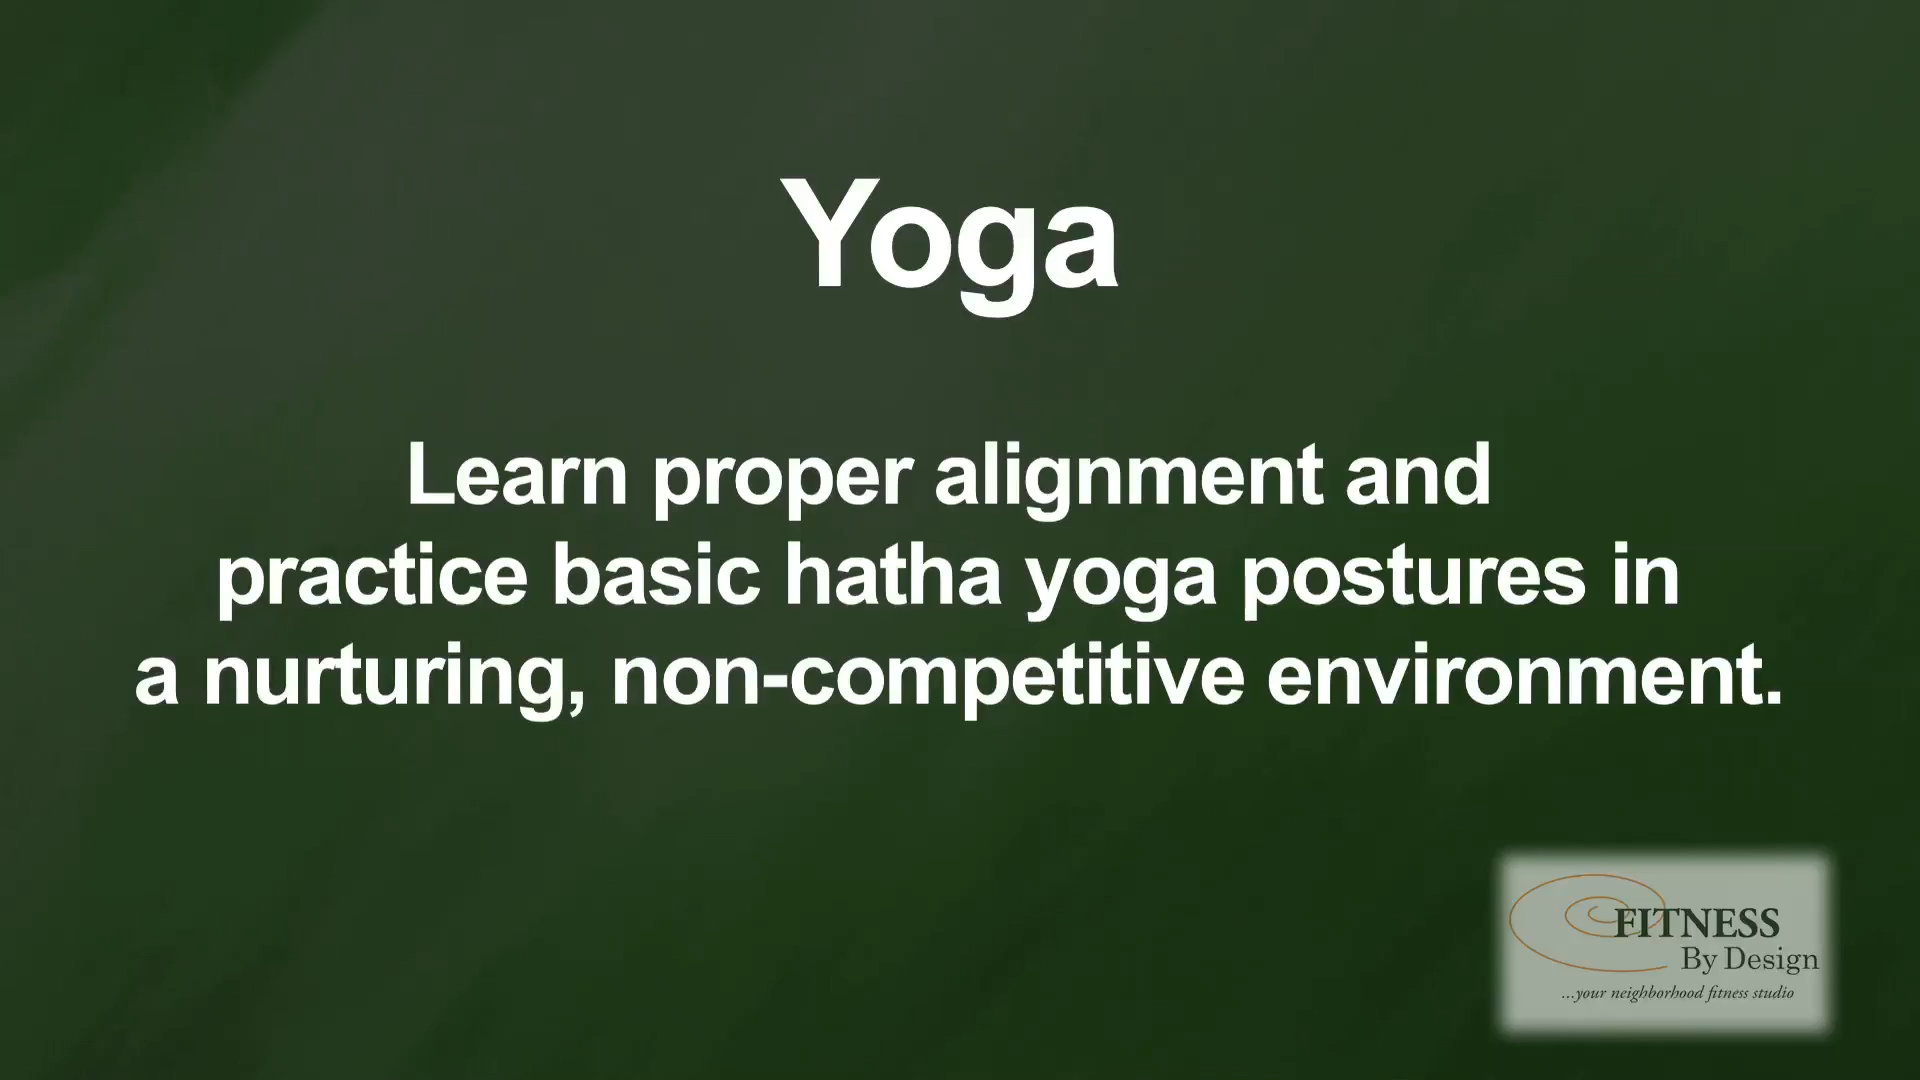 Yoga
Learn proper alignment and
practice basic hatha yoga postures in
a nurturing, non-competitive environment.
FITNESS
By Design
...your neighborhood fitness studio